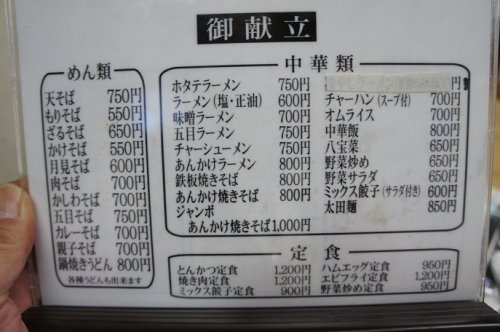 御献立
めん類
天そば 750円
もりそば 550円
ざるそば 650円
かけそば 550円
月見そば 600円
肉そば 700円
かしわそば 700円
五目そば 750円
カレーそば 700円
親子そば 700円
鍋焼きうどん 800円
各種うどんも出来ます
中華類
ホタテラーメン 750円
ラーメン(塩・正油) 600円
味噌ラーメン 700円
五目ラーメン 750円
チャーシューメン 750円
あんかけラーメン 800円
鉄板焼きそば 800円
あんかけ焼きそば 800円
ジャンボ
あんかけ焼きそば 1,000円
円
チャーハン(スープ付) 700円
オムライス 700円
中華飯 800円
八宝菜 650円
野菜炒め 650円
野菜サラダ 650円
ミックス餃子(サラダ付き) 600円
太田麺 850円
定食
とんかつ定食 1,200円
焼き肉定食 1,200円
ミックス餃子定食 900円
ハムエッグ定食 950円
エビフライ定食 1,200円
野菜炒め定食 950円